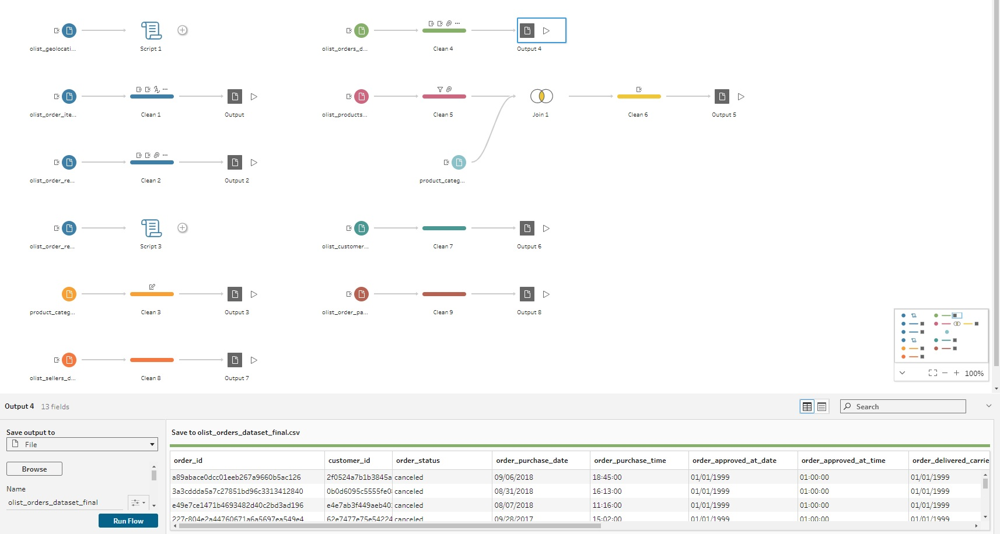 olist_geolocati...
Script 1
olist_orders_d...
Clean 4
Output 4
olist_order_ite...
Clean 1
Output
olist_products...
Clean 5
Join 1
Clean 6
Output 5
olist_order_re...
Clean 2
Output 2
product_categ...
olist_order_re...
Script 3
olist_customer...
Clean 7
Output 6
product_categ...
Clean 3
Output 3
olist_order_pa...
Clean 9
Output 8
olist_sellers_d...
Clean 8
Output 7
100%
Output 4 13 fields
Search
Save output to
File
Browse
Name
olist_orders_dataset_final
Run Flow
Save to olist_orders_dataset_final.csv
order_id customer_id order_status order_purchase_date order_purchase_time order_approved_at_date order_approved_at_time order_delivered_carrie
a89abace0dcc01eeb267a9660b5ac126 2f0524a7b1b3845a canceled 09/06/2018 18:45:00 01/01/1999 01:00:00 01/01/1999
3a3cddda5a7c27851bd96c3313412840 0b0d6095c5555fe0 canceled 08/31/2018 16:13:00 01/01/1999 01:00:00 01/01/1999
e49e7ce1471b4693482d40c2bd3ad196 e4e7ab3f449aeb40 canceled 08/07/2018 11:16:00 01/01/1999 01:00:00 01/01/1999
227c804e2a44760671a6a5697ea549e4 62e7477e75e54224 canceled 09/28/2017 15:02:00 01/01/1999 01:00:00 01/01/1999